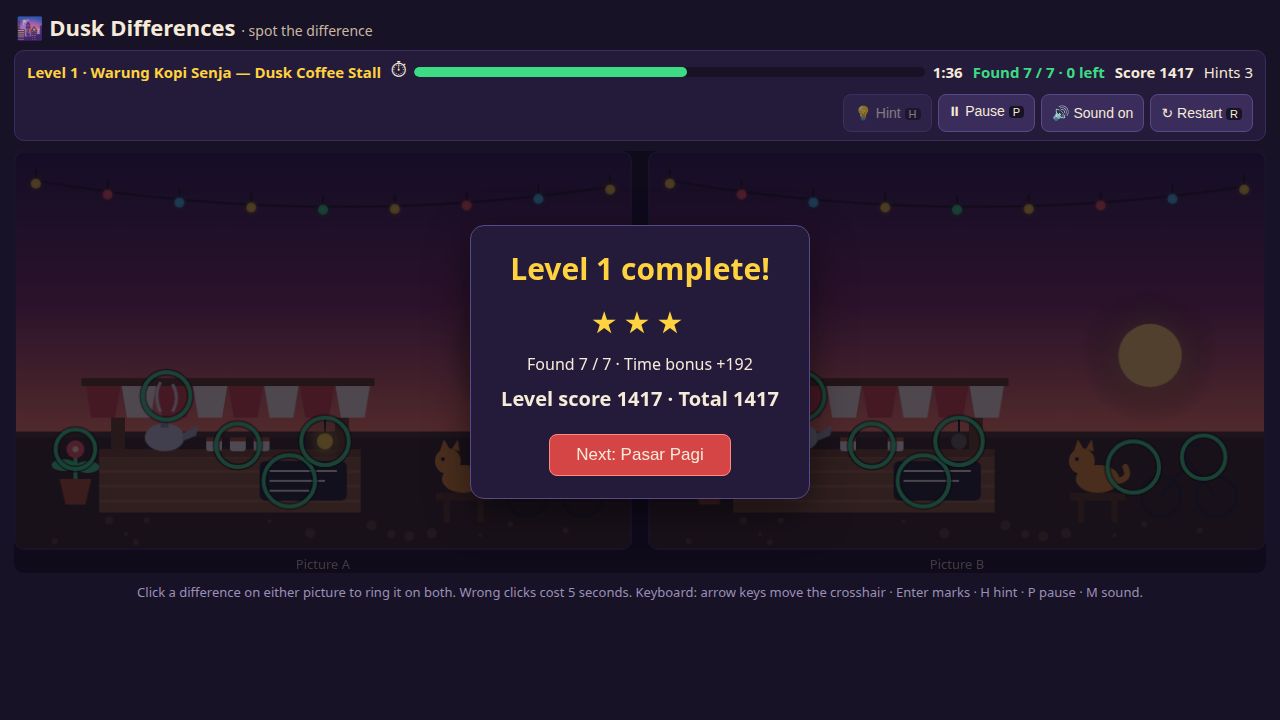 Dusk Differences · spot the difference
Level 1 · Warung Kopi Senja — Dusk Coffee Stall
1:36 Found 7 / 7 · 0 left Score 1417 Hints 3
Hint H
Pause P
Sound on
Restart R
Level 1 complete!
Found 7 / 7 · Time bonus +192
Level score 1417 · Total 1417
Next: Pasar Pagi
Picture A
Picture B
Click a difference on either picture to ring it on both. Wrong clicks cost 5 seconds. Keyboard: arrow keys move the crosshair · Enter marks · H hint · P pause · M sound.